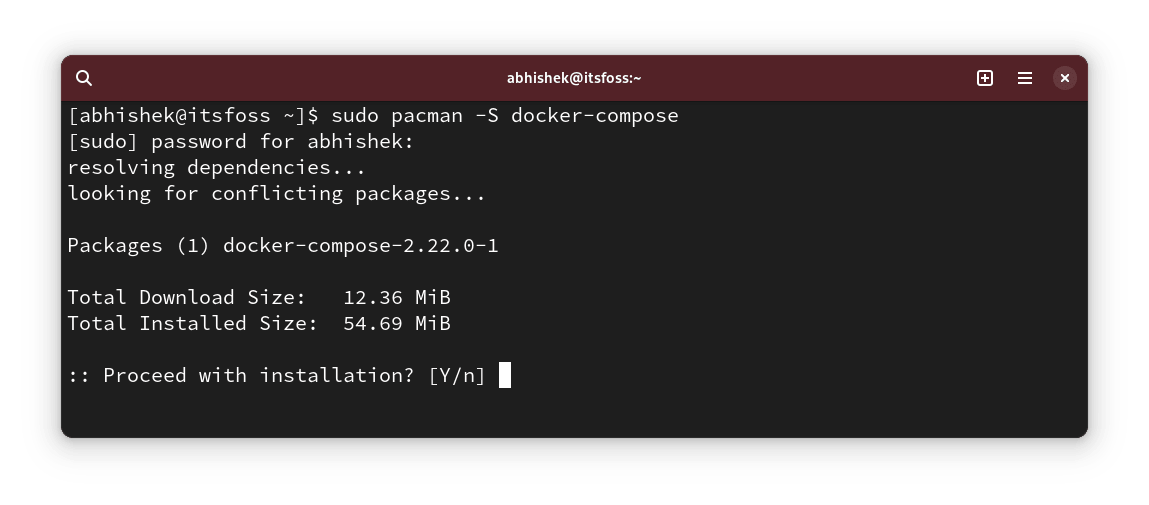 abhishek@itsfoss:~
[abhishek@itsfoss ~]$ sudo pacman -S docker-compose
[sudo] password for abhishek:
resolving dependencies...
looking for conflicting packages...
Packages (1) docker-compose-2.22.0-1
Total Download Size:   12.36 MiB
Total Installed Size:  54.69 MiB
:: Proceed with installation? [Y/n]